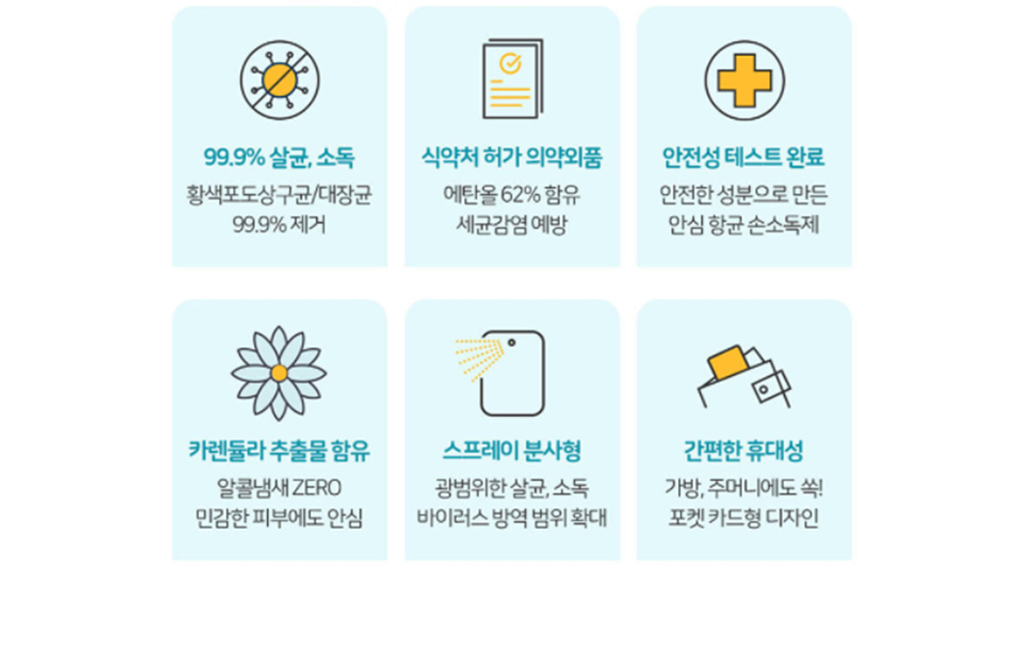 99.9% 살균, 소독
황색포도상구균/대장균
99.9% 제거
식약처 허가 의약외품
에탄올 62% 함유
세균감염 예방
안전성 테스트 완료
안전한 성분으로 만든
안심 항균 손소독제
카렌듈라 추출물 함유
알콜냄새 ZERO
민감한 피부에도 안심
스프레이 분사형
광범위한 살균, 소독
바이러스 방역 범위 확대
간편한 휴대성
가방, 주머니에도 쏙!
포켓 카드형 디자인